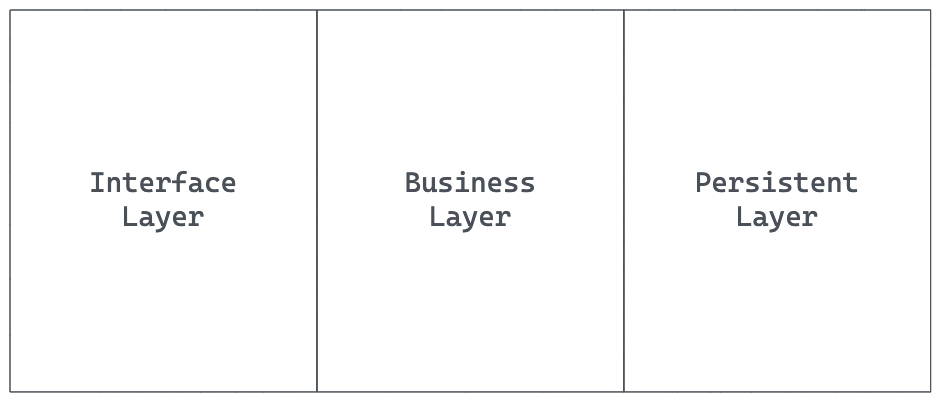 Interface
Layer
Business
Layer
Persistent
Layer